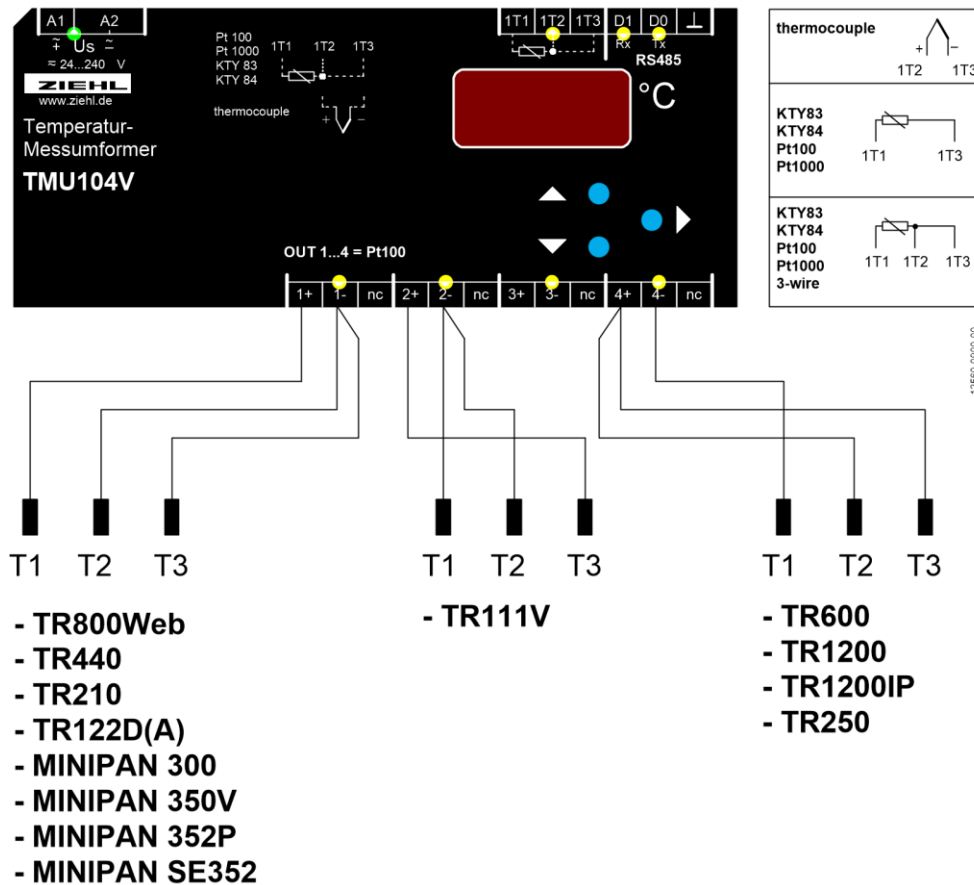 A1 A2
+ Us –
~ ~
≈ 24...240 V
ZIEHL
www.ziehl.de
Temperatur-
Messumformer
TMU104V
Pt 100
Pt 1000
KTY 83
KTY 84
1T1 1T2 1T3
thermocouple
+ –
1T1 1T2 1T3 D1 D0
Rx Tx
RS485
°C
OUT 1...4 = Pt100
1+ 1- nc 2+ 2- nc 3+ 3- nc 4+ 4- nc
thermocouple
+ –
1T2 1T3
KTY83
KTY84
Pt100
Pt1000
1T1 1T3
KTY83
KTY84
Pt100
Pt1000
3-wire
1T1 1T2 1T3
T1 T2 T3
- TR800Web
- TR440
- TR210
- TR122D(A)
- MINIPAN 300
- MINIPAN 350V
- MINIPAN 352P
- MINIPAN SE352
T1 T2 T3
- TR111V
T1 T2 T3
- TR600
- TR1200
- TR1200IP
- TR250